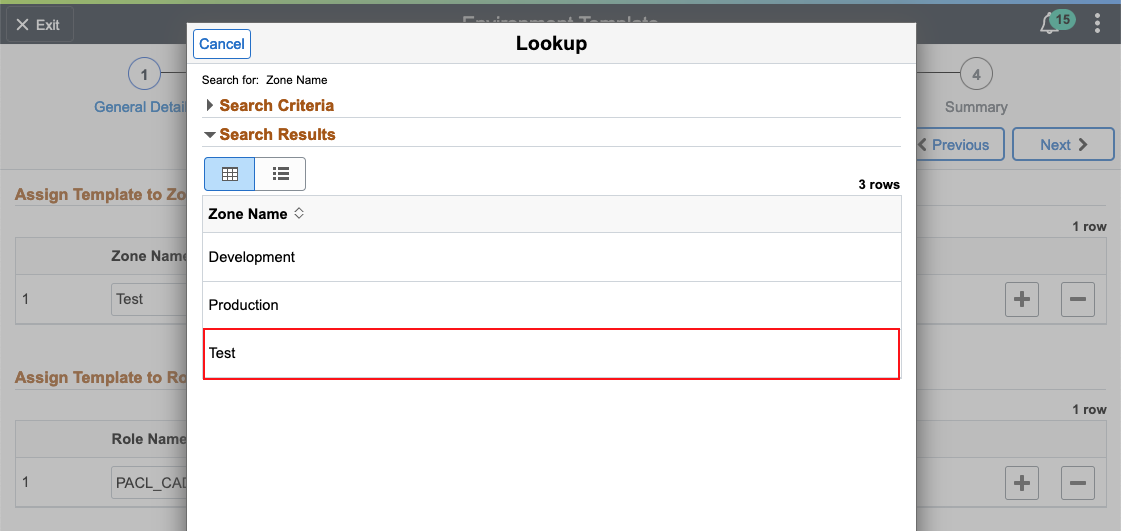 Exit
Environment Template
15
Cancel
Lookup
Search for: Zone Name
1
General Detai
4
Summary
Search Criteria
Search Results
Previous
Next
3 rows
Assign Template to Zo
1 row
Zone Name
Zone Name
Development
1
Test
Production
Test
Assign Template to Ro
1 row
Role Name
1
PACL_CAD